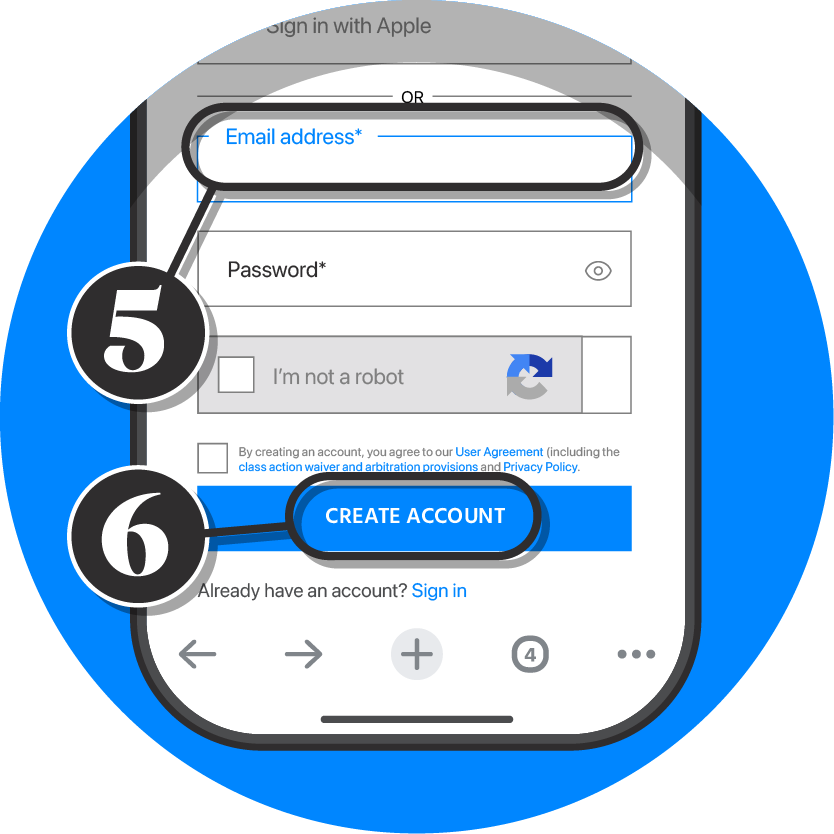 Sign in with Apple
OR
Email address*
5
Password*
I'm not a robot
By creating an account, you agree to our User Agreement (including the
class action waiver and arbitration provisions and Privacy Policy.
6
CREATE ACCOUNT
Already have an account? Sign in
4